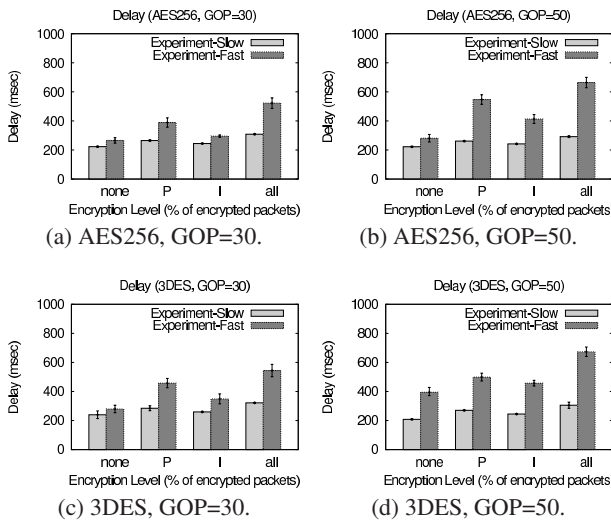 Delay (AES256, GOP=30)
Experiment-Slow
Experiment-Fast
Delay (msec)
1000
800
600
400
200
0
none P I all
Encryption Level (% of encrypted packets
(a) AES256, GOP=30.
Delay (AES256, GOP=50)
Experiment-Slow
Experiment-Fast
Delay (msec)
1000
800
600
400
200
0
none P I all
Encryption Level (% of encrypted packets
(b) AES256, GOP=50.
Delay (3DES, GOP=30)
Experiment-Slow
Experiment-Fast
Delay (msec)
1000
800
600
400
200
0
none P I all
Encryption Level (% of encrypted packets
(c) 3DES, GOP=30.
Delay (3DES, GOP=50)
Experiment-Slow
Experiment-Fast
Delay (msec)
1000
800
600
400
200
0
none P I all
Encryption Level (% of encrypted packets
(d) 3DES, GOP=50.